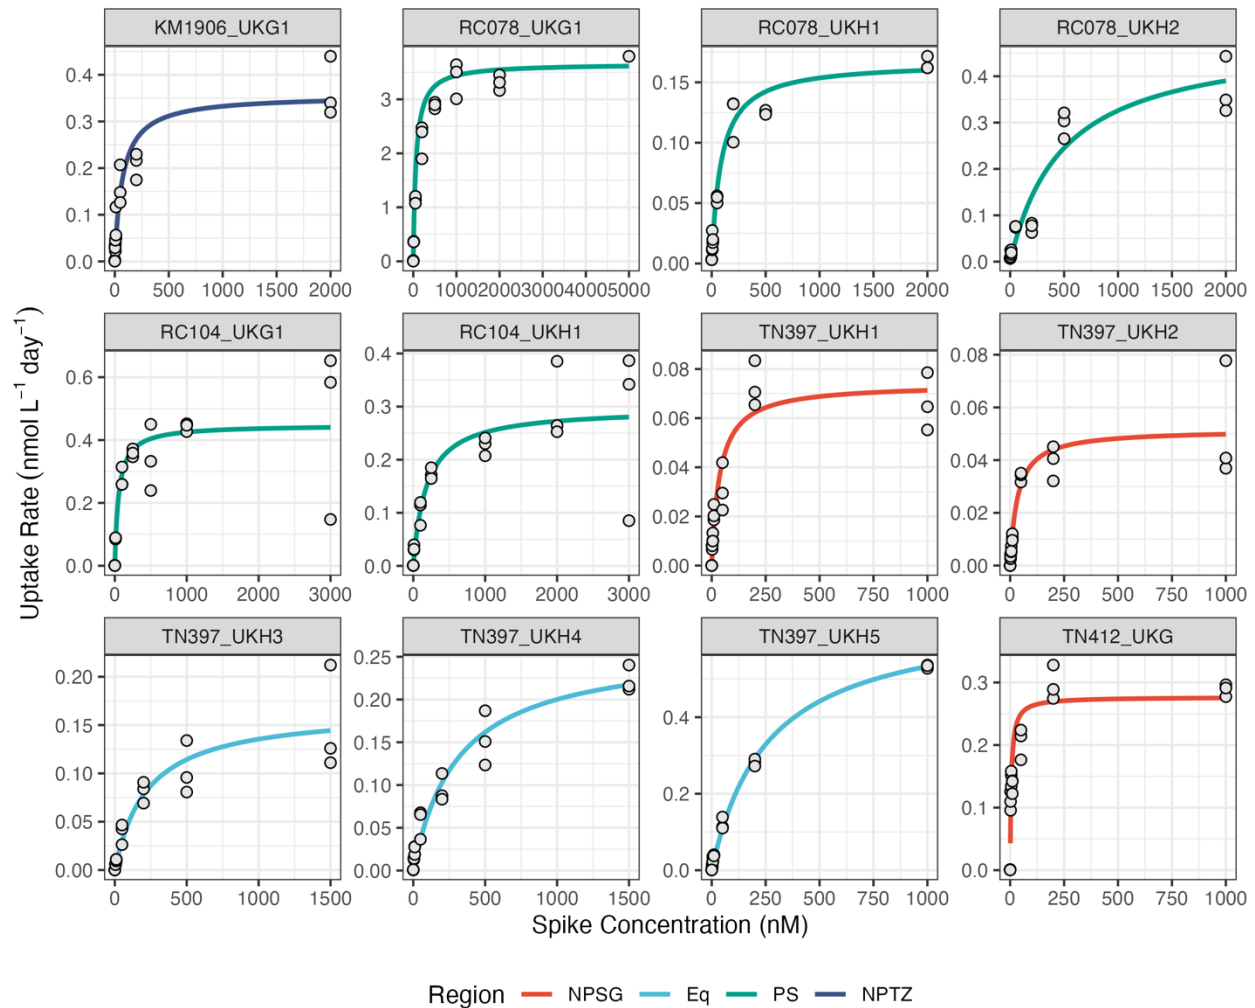 KM1906_UKG1 RC078_UKG1 RC078_UKH1 RC078_UKH2
0.4 3 0.15 0.4
0.3 2 0.10 0.3
0.2 1 0.05 0.2
0.1 0 0.00 0.1
0.0 0.0
0 500 1000 1500 2000 0 1000 2000 3000 4000 5000 0 500 1000 1500 2000 0 500 1000 1500 2000
RC104_UKG1 RC104_UKH1 TN397_UKH1 TN397_UKH2
0.6 0.4 0.08 0.08
0.4 0.3 0.06 0.06
0.2 0.2 0.04 0.04
0.0 0.1 0.02 0.02
0.0 0.00 0.00
0 1000 2000 3000 0 1000 2000 3000 0 250 500 750 1000 0 250 500 750 1000
TN397_UKH3 TN397_UKH4 TN397_UKH5 TN412_UKG
0.20 0.25 0.4 0.3
0.15 0.20 0.2 0.2
0.10 0.15 0.0 0.1
0.05 0.10 0.0
0.00 0.05
0.00
0 500 1000 1500 0 500 1000 1500 0 250 500 750 1000 0 250 500 750 1000
Uptake Rate (nmol L⁻¹ day⁻¹)
Spike Concentration (nM)
Region NPSG Eq PS NPTZ